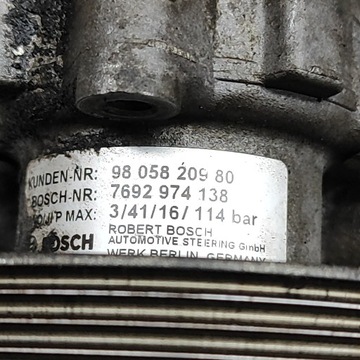 KUNDEN-NR: 98 058 209 80
BOSCH-NR: 7692 974 138
P MAX: 3/41/16/114 bar
BOSCH ROBERT BOSCH
AUTOMOTIVE STEERING GmbH
WERK BERLIN, GERMANY